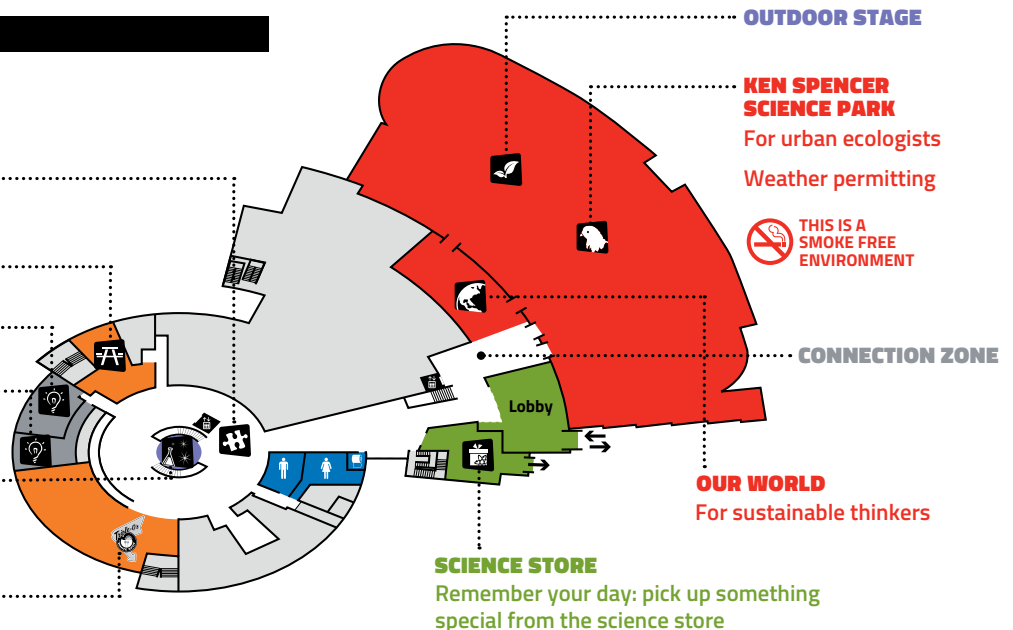 OUTDOOR STAGE
KEN SPENCER
SCIENCE PARK
For urban ecologists
Weather permitting
THIS IS A
SMOKE FREE
ENVIRONMENT
CONNECTION ZONE
Lobby
OUR WORLD
For sustainable thinkers
Triple-O's
SCIENCE STORE
Remember your day: pick up something
special from the science store